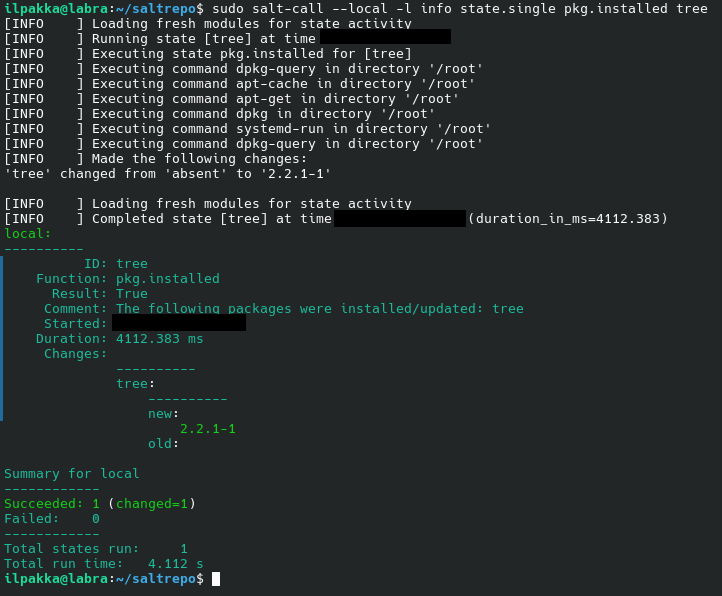 ilpakka@labra:~/saltrepo$ sudo salt-call --local -l info state.single pkg.installed tree
[INFO    ] Loading fresh modules for state activity
[INFO    ] Running state [tree] at time
[INFO    ] Executing state pkg.installed for [tree]
[INFO    ] Executing command dpkg-query in directory '/root'
[INFO    ] Executing command apt-cache in directory '/root'
[INFO    ] Executing command apt-get in directory '/root'
[INFO    ] Executing command dpkg in directory '/root'
[INFO    ] Executing command systemd-run in directory '/root'
[INFO    ] Executing command dpkg-query in directory '/root'
[INFO    ] Made the following changes:
'tree' changed from 'absent' to '2.2.1-1'

[INFO    ] Loading fresh modules for state activity
[INFO    ] Completed state [tree] at time (duration_in_ms=4112.383)
local:
----------
          ID: tree
    Function: pkg.installed
      Result: True
     Comment: The following packages were installed/updated: tree
     Started:
    Duration: 4112.383 ms
     Changes:
              ----------
              tree:
                  ----------
                  new:
                      2.2.1-1
                  old:

Summary for local
------------
Succeeded: 1 (changed=1)
Failed:    0
------------
Total states run:     1
Total run time:   4.112 s
ilpakka@labra:~/saltrepo$